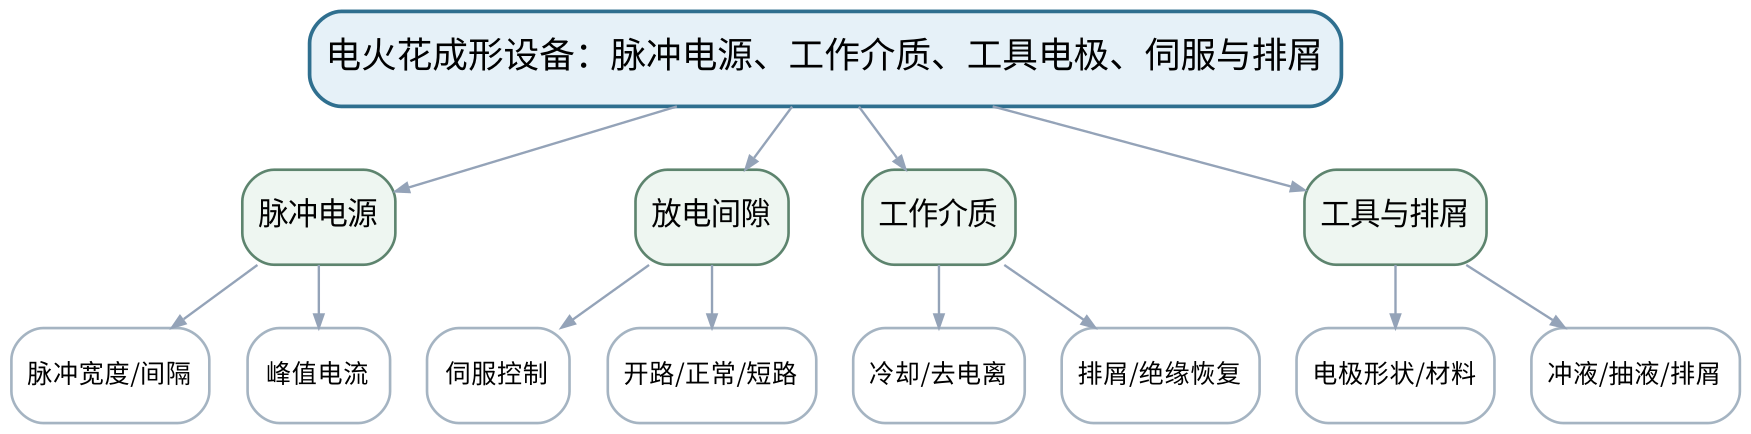 电火花成形设备：脉冲电源、工作介质、工具电极、伺服与排屑
脉冲电源
放电间隙
工作介质
工具与排屑
脉冲宽度/间隔
峰值电流
伺服控制
开路/正常/短路
冷却/去电离
排屑/绝缘恢复
电极形状/材料
冲液/抽液/排屑